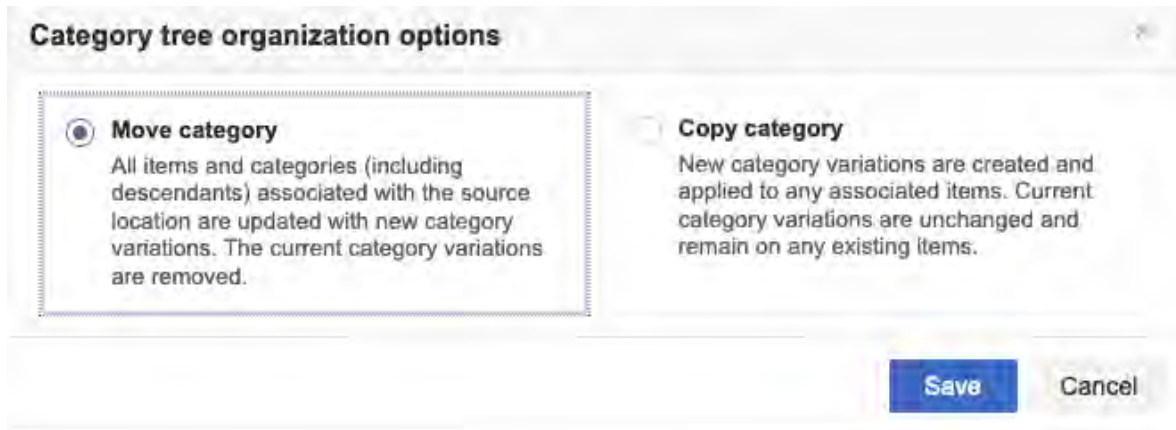 Category tree organization options
Move category
All items and categories (including
descendants) associated with the source
location are updated with new category
variations. The current category variations
are removed.
Copy category
New category variations are created and
applied to any associated items. Current
category variations are unchanged and
remain on any existing items.
Save
Cancel